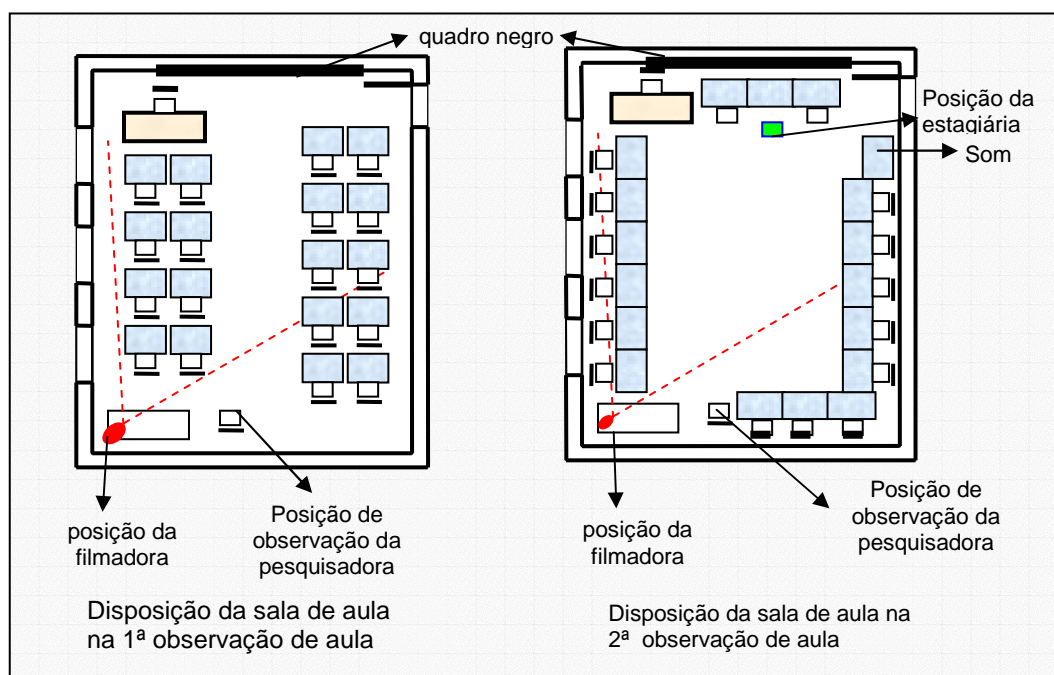 quadro negro
Posição da
estagiária
Som
posição da
filmadora
Posição de
observação da
pesquisadora
posição da
filmadora
Posição de
observação da
pesquisadora
Disposição da sala de aula
na 1ª observação de aula
Disposição da sala de aula na
2ª observação de aula